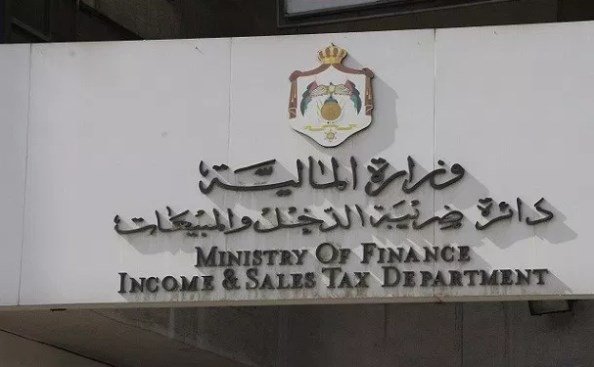 وزارة المالية
دائرة ضريبة الدخل والمبيعات
MINISTRY OF FINANCE
INCOME & SALES TAX DEPARTMENT